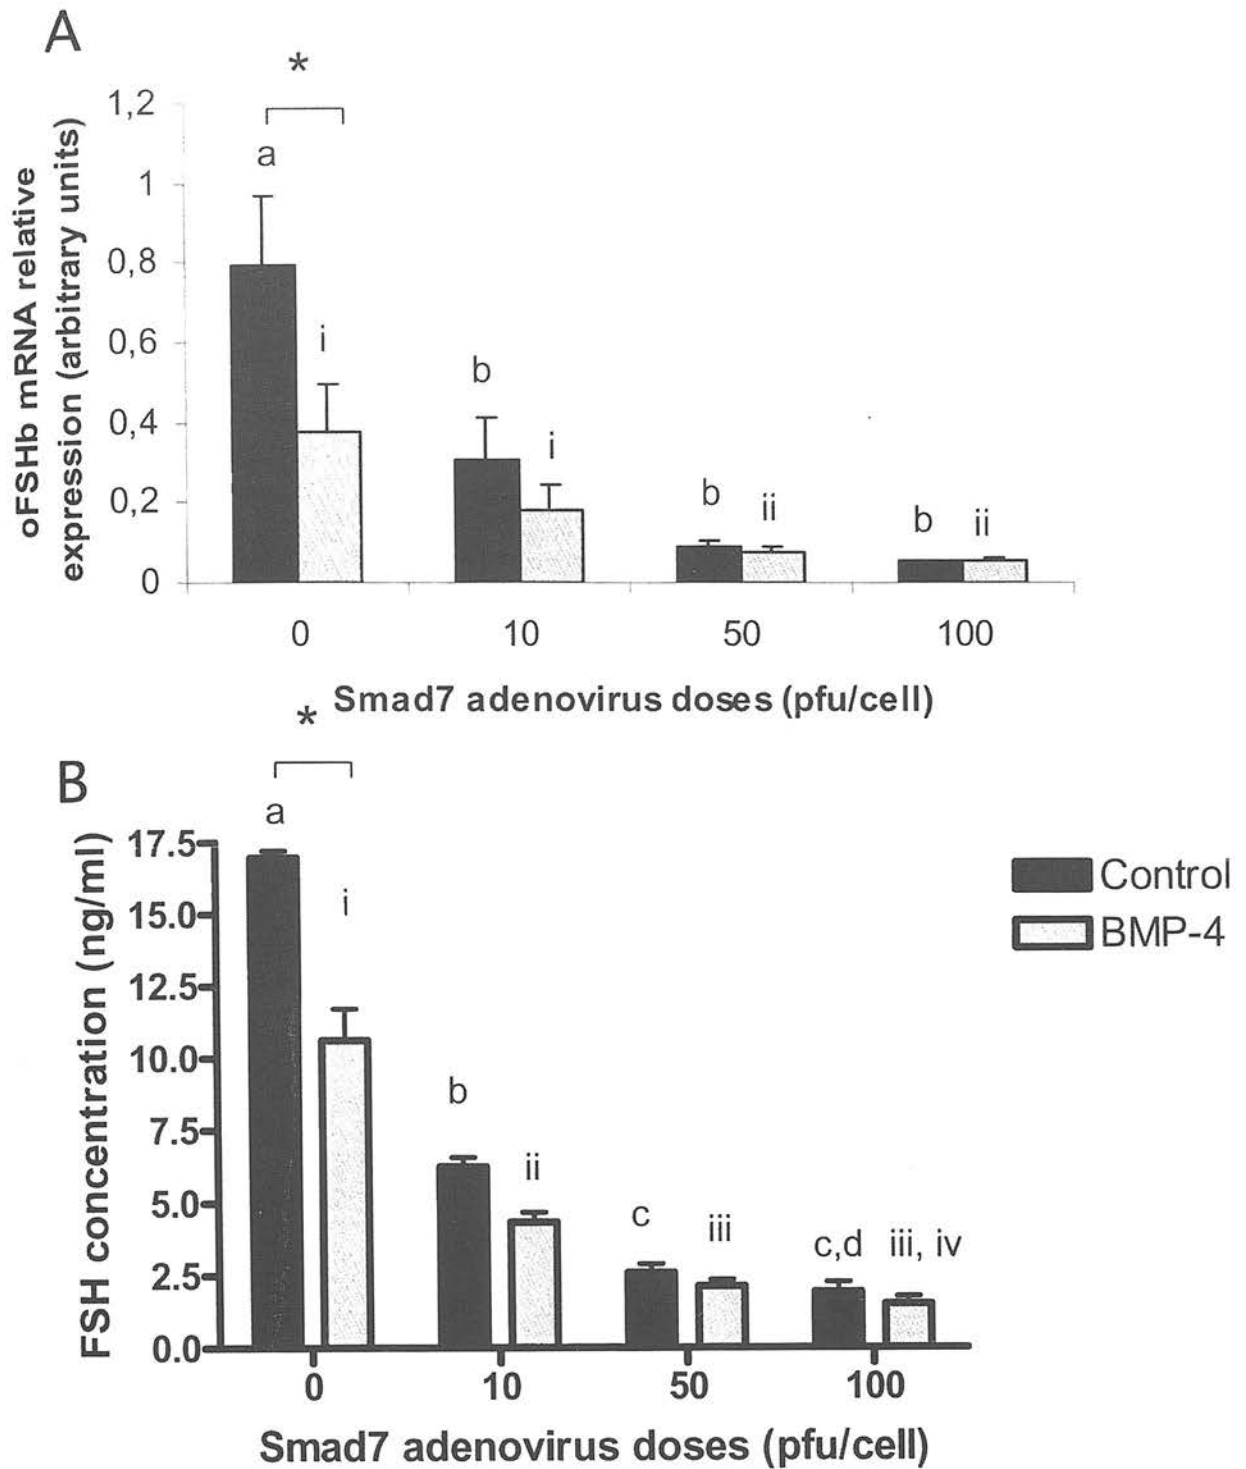 A
*
1,2
a
1
0,8
i
0,6
b
0,4
i
b
ii
b
ii
0,2
0
oFSHb mRNA relative
expression (arbitrary units)
0 10 50 100
Smad7 adenovirus doses (pfu/cell)
*
B
a
17.5
i
15.0
12.5
10.0
b
7.5
ii
5.0
c
iii
c,d
iii, iv
2.5
0.0
FSH concentration (ng/ml)
Control
BMP-4
0 10 50 100
Smad7 adenovirus doses (pfu/cell)